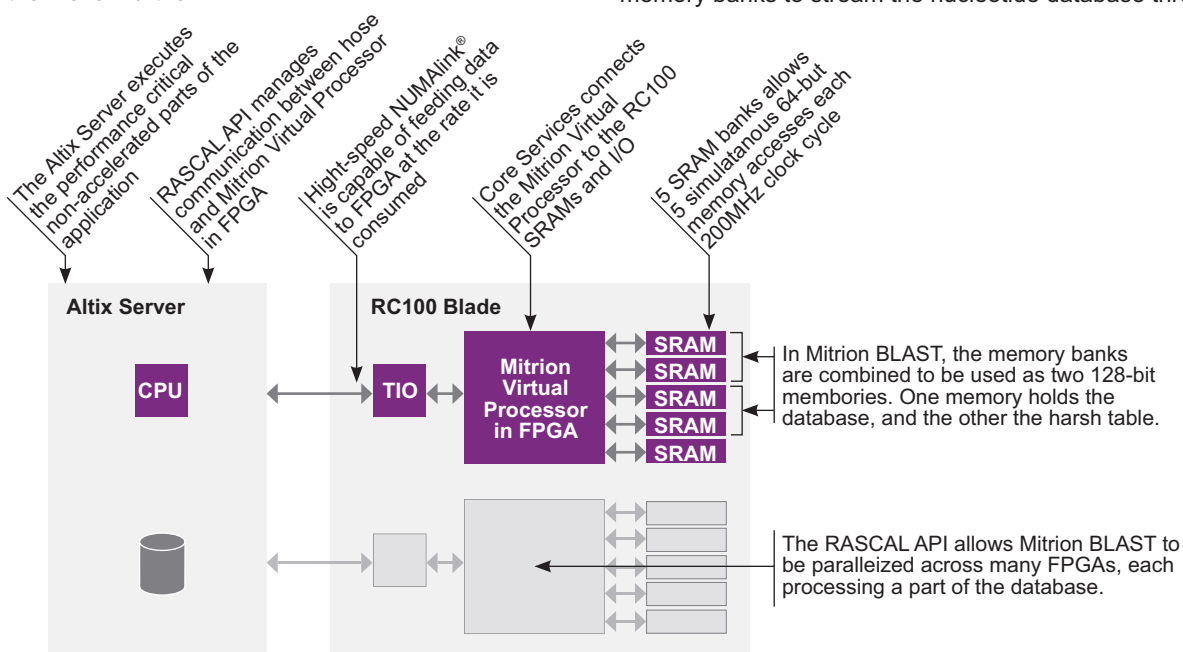 memory banks to stream the nucleotide database thr
The Altix Server executes
the performance critical
non-accelerated parts of the
application
RASCAL API manages
communication between hose
and Mitrion Virtual Processor
in FPGA
Hight-speed NUMAlink®
is capable of feeding data
to FPGA at the rate it is
consumed
Core Services connects
the Mitrion Virtual
Processor to the RC100
SRAMs and I/O
5 SRAM banks allows
5 simultanous 64-but
memory accesses each
200MHz clock cycle
Altix Server
RC100 Blade
CPU
TIO
Mitrion
Virtual
Processor
in FPGA
SRAM
SRAM
SRAM
SRAM
SRAM
In Mitrion BLAST, the memory banks
are combined to be used as two 128-bit
membories. One memory holds the
database, and the other the harsh table.
The RASCAL API allows Mitrion BLAST to
be paralleized across many FPGAs, each
processing a part of the database.